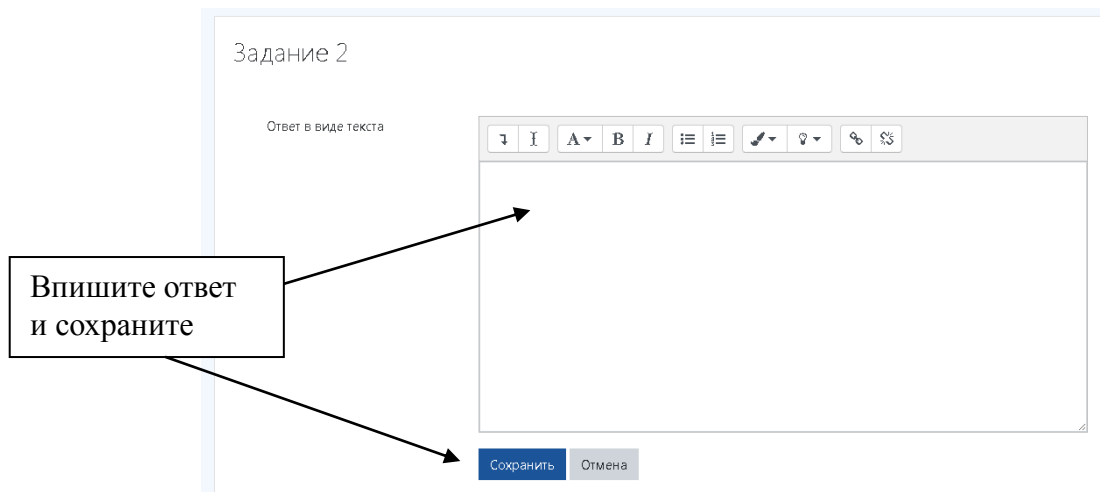 Задание 2
Ответ в виде текста
A B I
Впишите ответ
и сохраните
Сохранить Отмена